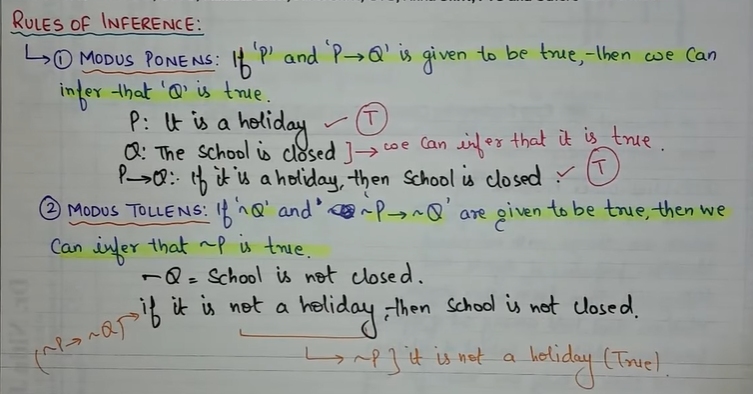 RULES OF INFERENCE:
↳ ① MODUS PONENS: If 'P' and 'P→Q' is given to be true, then we can
infer that 'Q' is true.
P: It is a holiday ✓ Ⓣ
Q: The school is closed ] → we can infer that it is true.
P→Q: If it is a holiday, then School is closed ✓ Ⓣ
② MODUS TOLLENS: If '~Q' and '~P→~Q' are given to be true, then we
can infer that ~P is true.
~Q = School is not closed.
if it is not a holiday, then School is not closed.
(~P→~Q)
↳ ~P ] it is not a holiday (True).